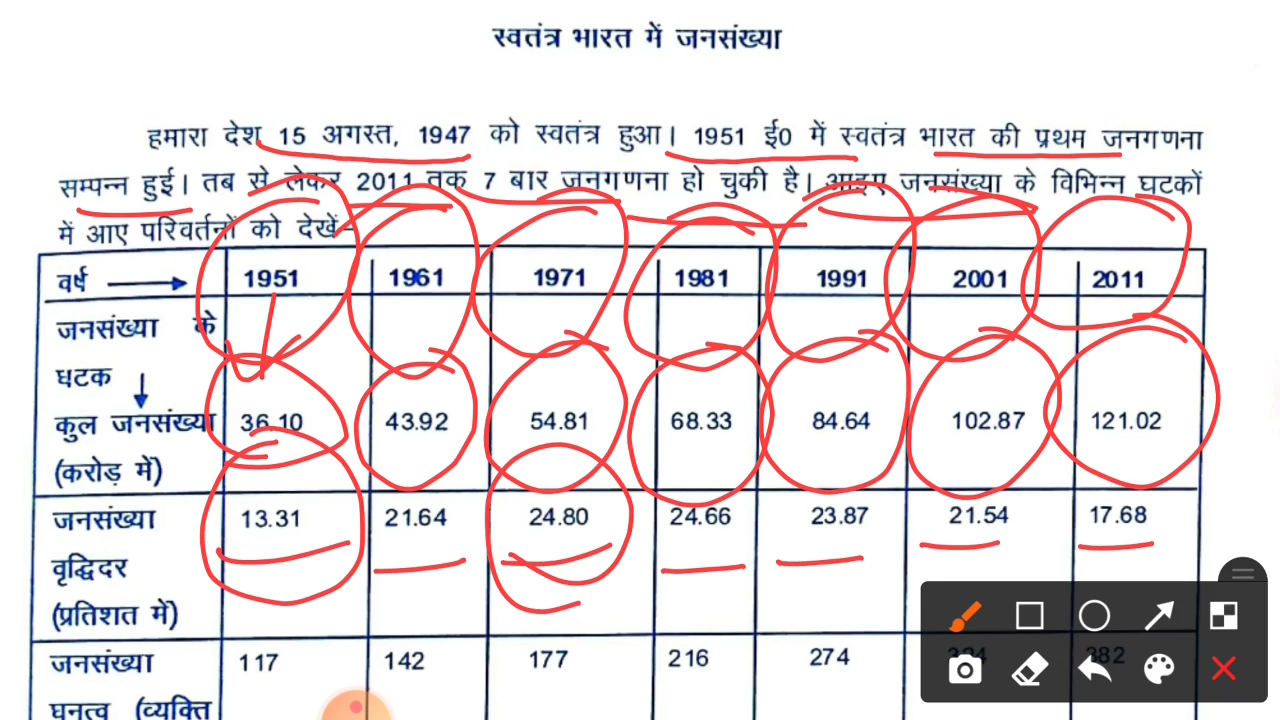 स्वतंत्र भारत में जनसंख्या
हमारा देश 15 अगस्त, 1947 को स्वतंत्र हुआ। 1951 ई0 में स्वतंत्र भारत की प्रथम जनगणना
सम्पन्न हुई। तब से लेकर 2011 तक 7 बार जनगणना हो चुकी है। आइए जनसंख्या के विभिन्न घटकों
में आए परिवर्तनों को देखें–
वर्ष 1951 1961 1971 1981 1991 2001 2011
जनसंख्या के
घटक
कुल जनसंख्या 36.10 43.92 54.81 68.33 84.64 102.87 121.02
(करोड़ में)
जनसंख्या 13.31 21.64 24.80 24.66 23.87 21.54 17.68
वृद्धिदर
(प्रतिशत में)
जनसंख्या 117 142 177 216 274 324 382
घनत्व (व्यक्ति